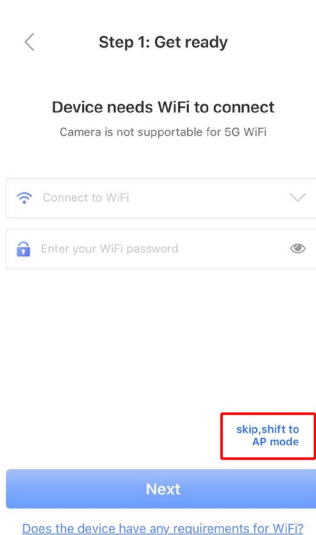 Step 1: Get ready
Device needs WiFi to connect
Camera is not supportable for 5G WiFi
Connect to WiFi
Enter your WiFi password
skip,shift to
AP mode
Next
Does the device have any requirements for WiFi?